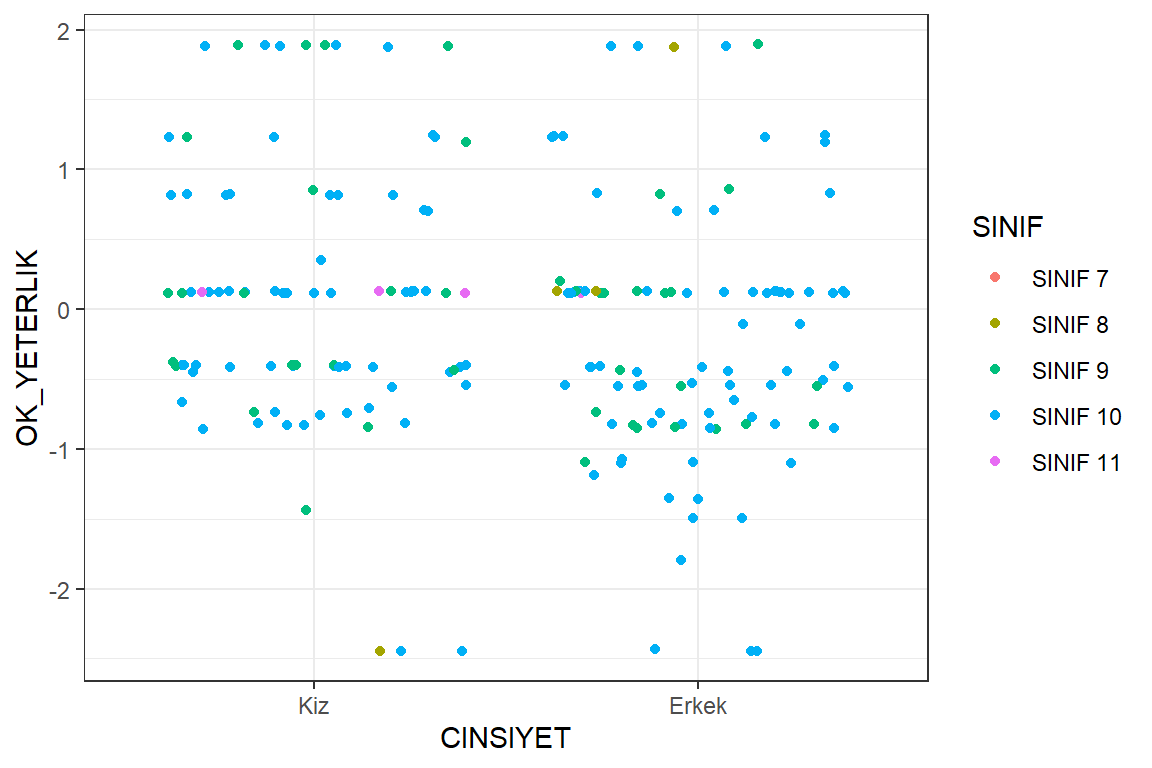 2
1
0
-1
-2
OK_YETERLIK
Kiz
Erkek
CINSIYET
SINIF
SINIF 7
SINIF 8
SINIF 9
SINIF 10
SINIF 11